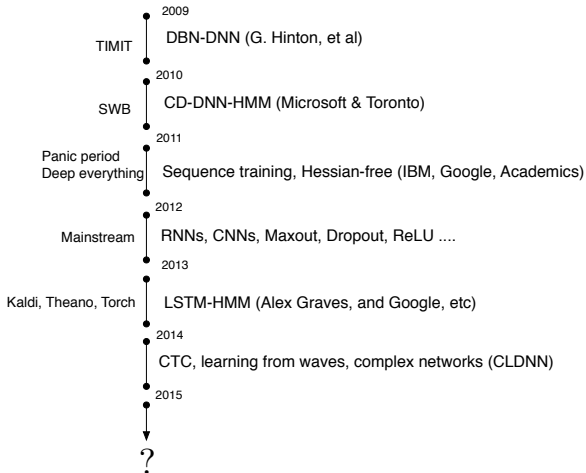 2009
TIMIT DBN-DNN (G. Hinton, et al)
2010
SWB CD-DNN-HMM (Microsoft & Toronto)
2011
Panic period
Deep everything Sequence training, Hessian-free (IBM, Google, Academics)
2012
Mainstream RNNs, CNNs, Maxout, Dropout, ReLU ....
2013
Kaldi, Theano, Torch LSTM-HMM (Alex Graves, and Google, etc)
2014
CTC, learning from waves, complex networks (CLDNN)
2015
?